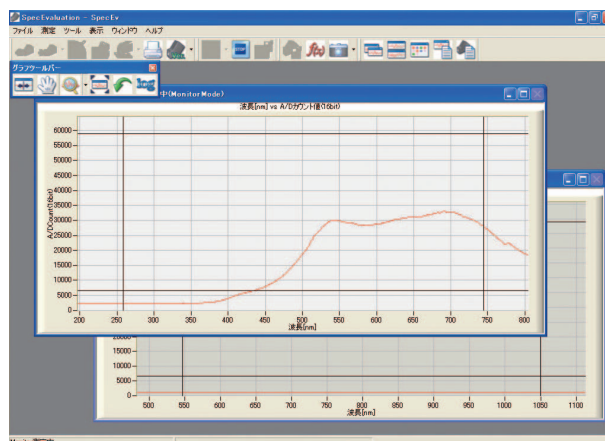 SpecEvaluation - SpecEv
ファイル 測定 ツール 表示 ウィンドウ ヘルプ
グラフツールバー
中(MonitorMode)
波長[nm] vs A/Dカウント値(16bit)
A/DCount(16bit)
60000
55000
50000
45000
40000
35000
30000
25000
20000
15000
10000
5000
0
200 250 300 350 400 450 500 550 600 650 700 750 800
波長[nm]
20000
15000
10000
5000
0
500 550 600 650 700 750 800 850 900 950 1000 1050 1100
波長[nm]